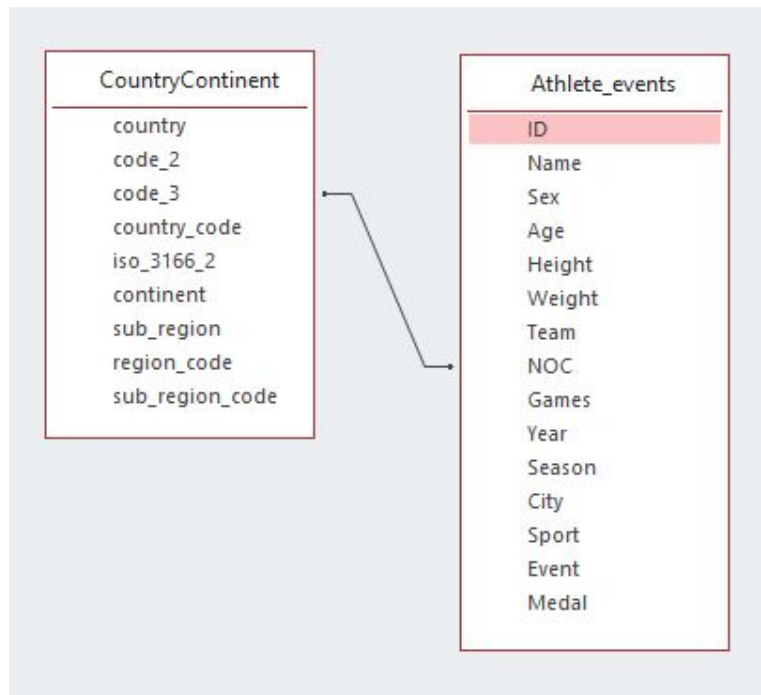 CountryContinent
country
code_2
code_3
country_code
iso_3166_2
continent
sub_region
region_code
sub_region_code
Athlete_events
ID
Name
Sex
Age
Height
Weight
Team
NOC
Games
Year
Season
City
Sport
Event
Medal